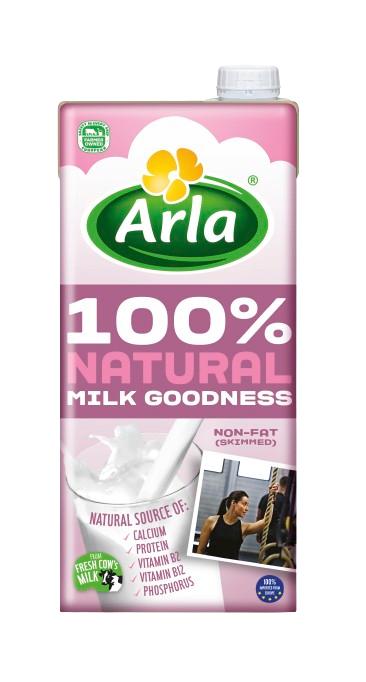 FARMER
OWNED
Arla®
100%
NATURAL
MILK GOODNESS
NON-FAT
(SKIMMED)
NATURAL SOURCE OF:
✓ CALCIUM
✓ PROTEIN
✓ VITAMIN B2
✓ VITAMIN B12
✓ PHOSPHORUS
FROM
FRESH COW'S
MILK
100%
IMPORTED FROM
EUROPE